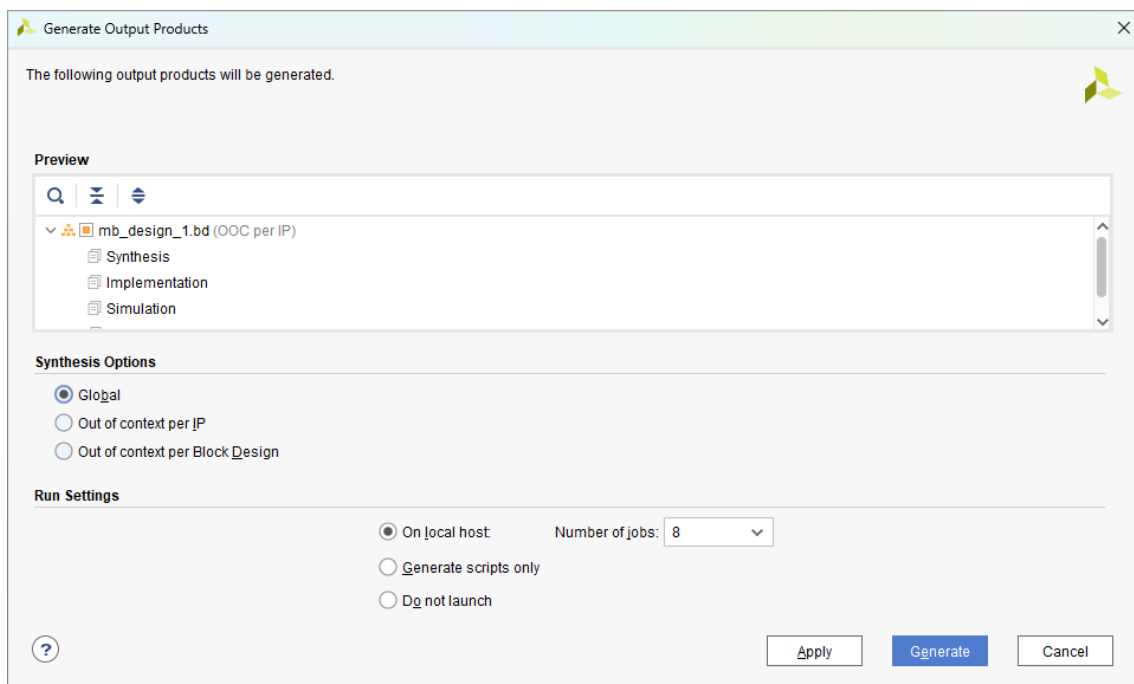 Generate Output Products
The following output products will be generated.
Preview
mb_design_1.bd (OOC per IP)
Synthesis
Implementation
Simulation
Synthesis Options
Global
Out of context per IP
Out of context per Block Design
Run Settings
On local host: Number of jobs: 8
Generate scripts only
Do not launch
? Apply Generate Cancel